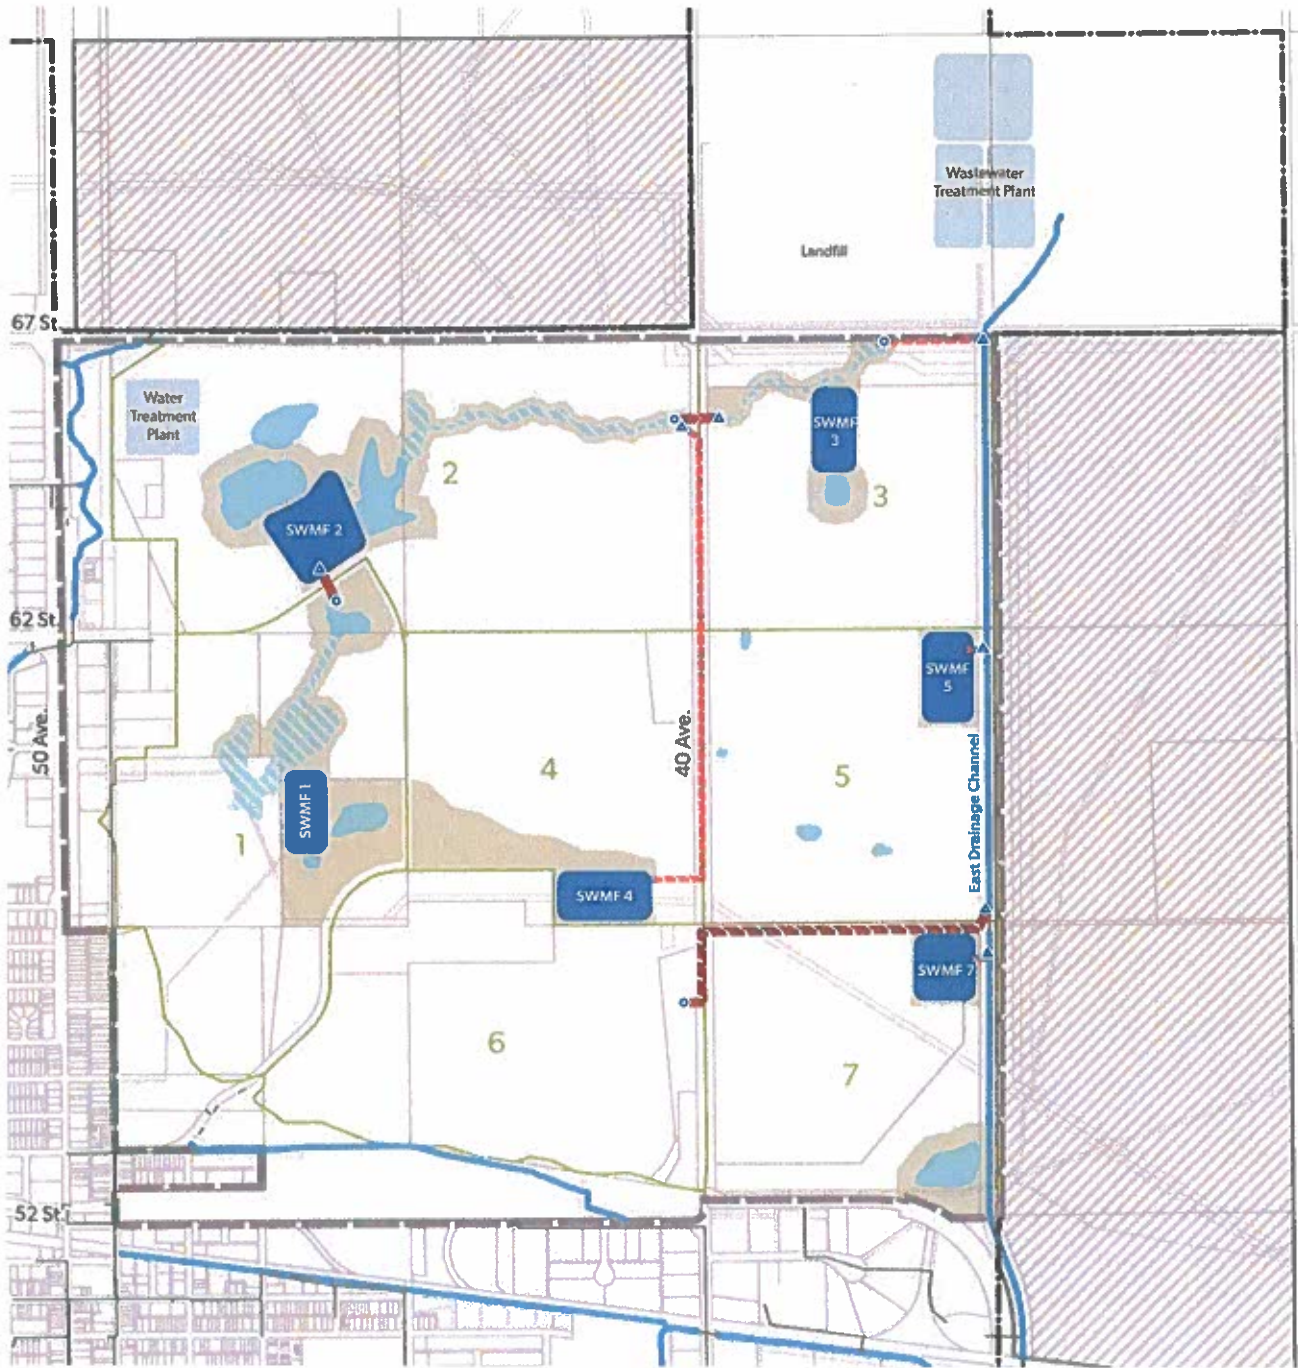 Wastewater
Treatment Plant
Landfill
67 St
Water
Treatment
Plant
SWMF
3
2
3
SWMF 2
62 St.
SWMF
5
50 Ave.
40 Ave.
4
5
SWMF 1
East Drainage Channel
1
SWMF 4
SWMF 7
6
7
52 St